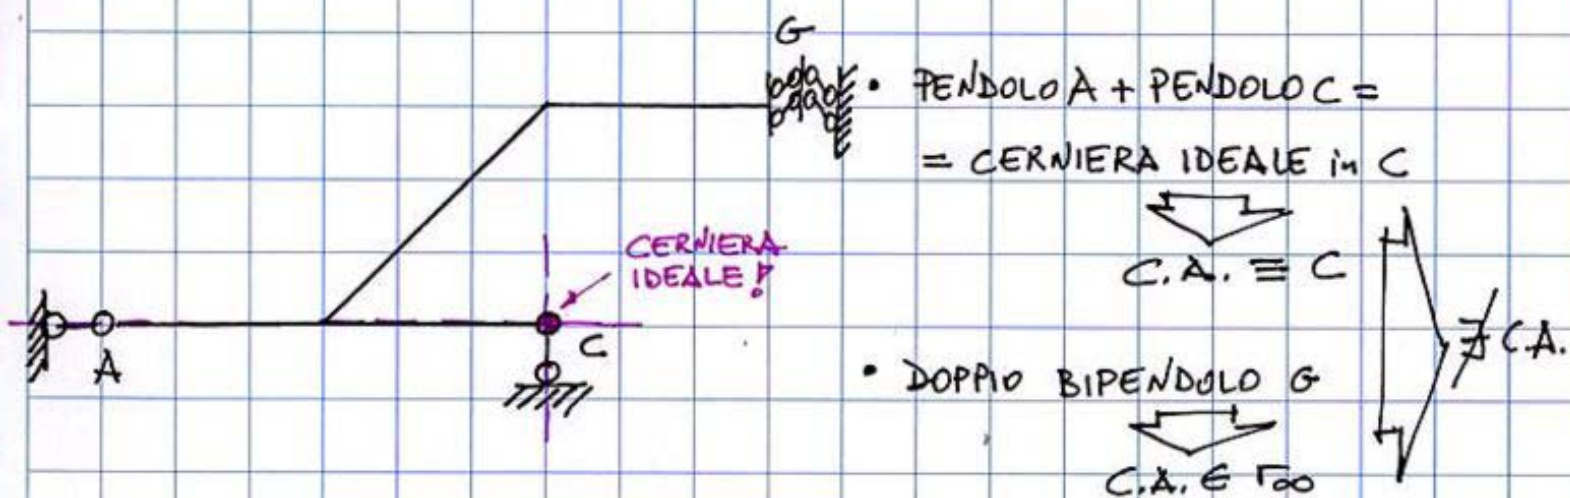 G
• PENDOLO A + PENDOLO C =
= CERNIERA IDEALE in C
C.A. ≡ C
CERNIERA
IDEALE!
A
C
∄ C.A.
• DOPPIO BIPENDOLO G
C.A. ∈ r∞